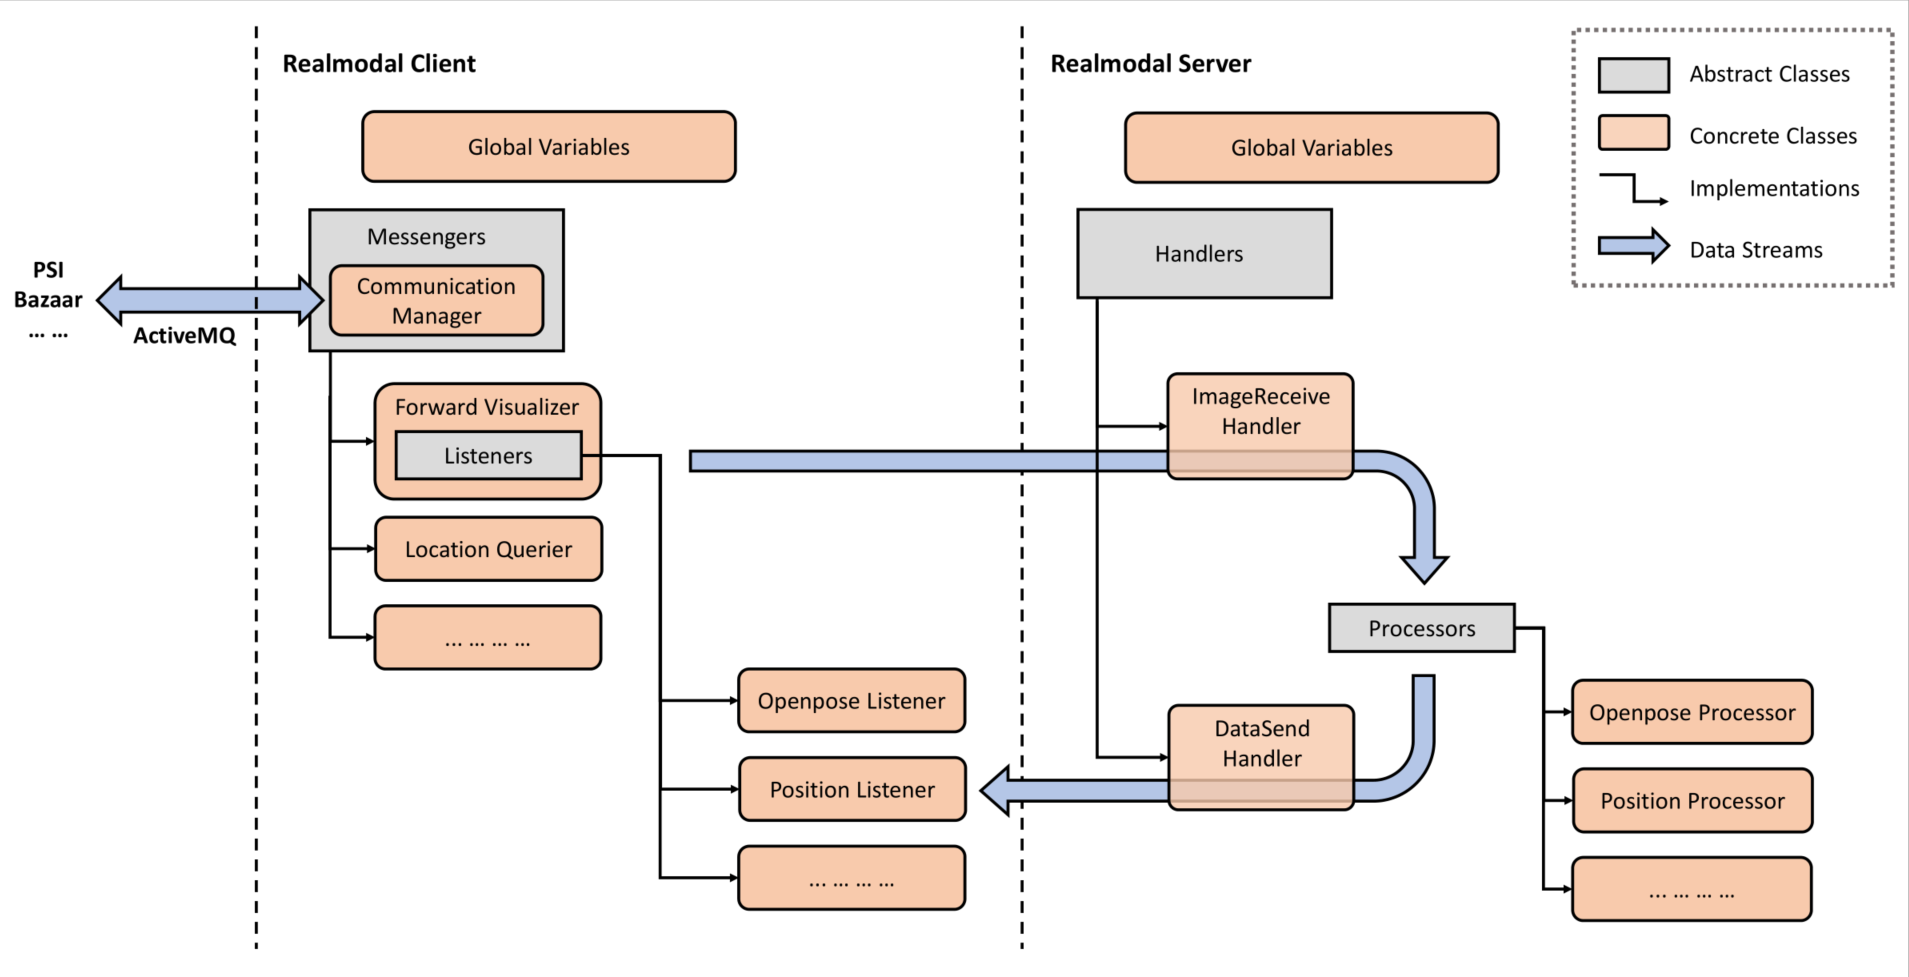 Realmodal Client
Realmodal Server
Abstract Classes
Concrete Classes
Implementations
Data Streams
Global Variables
Global Variables
Messengers
Communication
Manager
PSI
Bazaar
... ...
ActiveMQ
Handlers
Forward Visualizer
Listeners
Location Querier
... ... ... ...
ImageReceive
Handler
Processors
Openpose Listener
Position Listener
... ... ... ...
DataSend
Handler
Openpose Processor
Position Processor
... ... ... ...